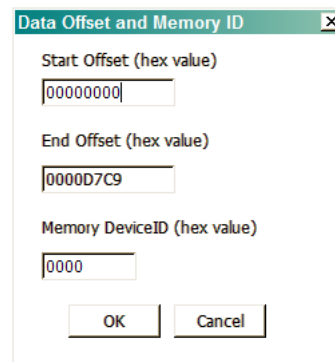 Data Offset and Memory ID
Start Offset (hex value)
00000000
End Offset (hex value)
0000D7C9
Memory DeviceID (hex value)
0000
OK Cancel